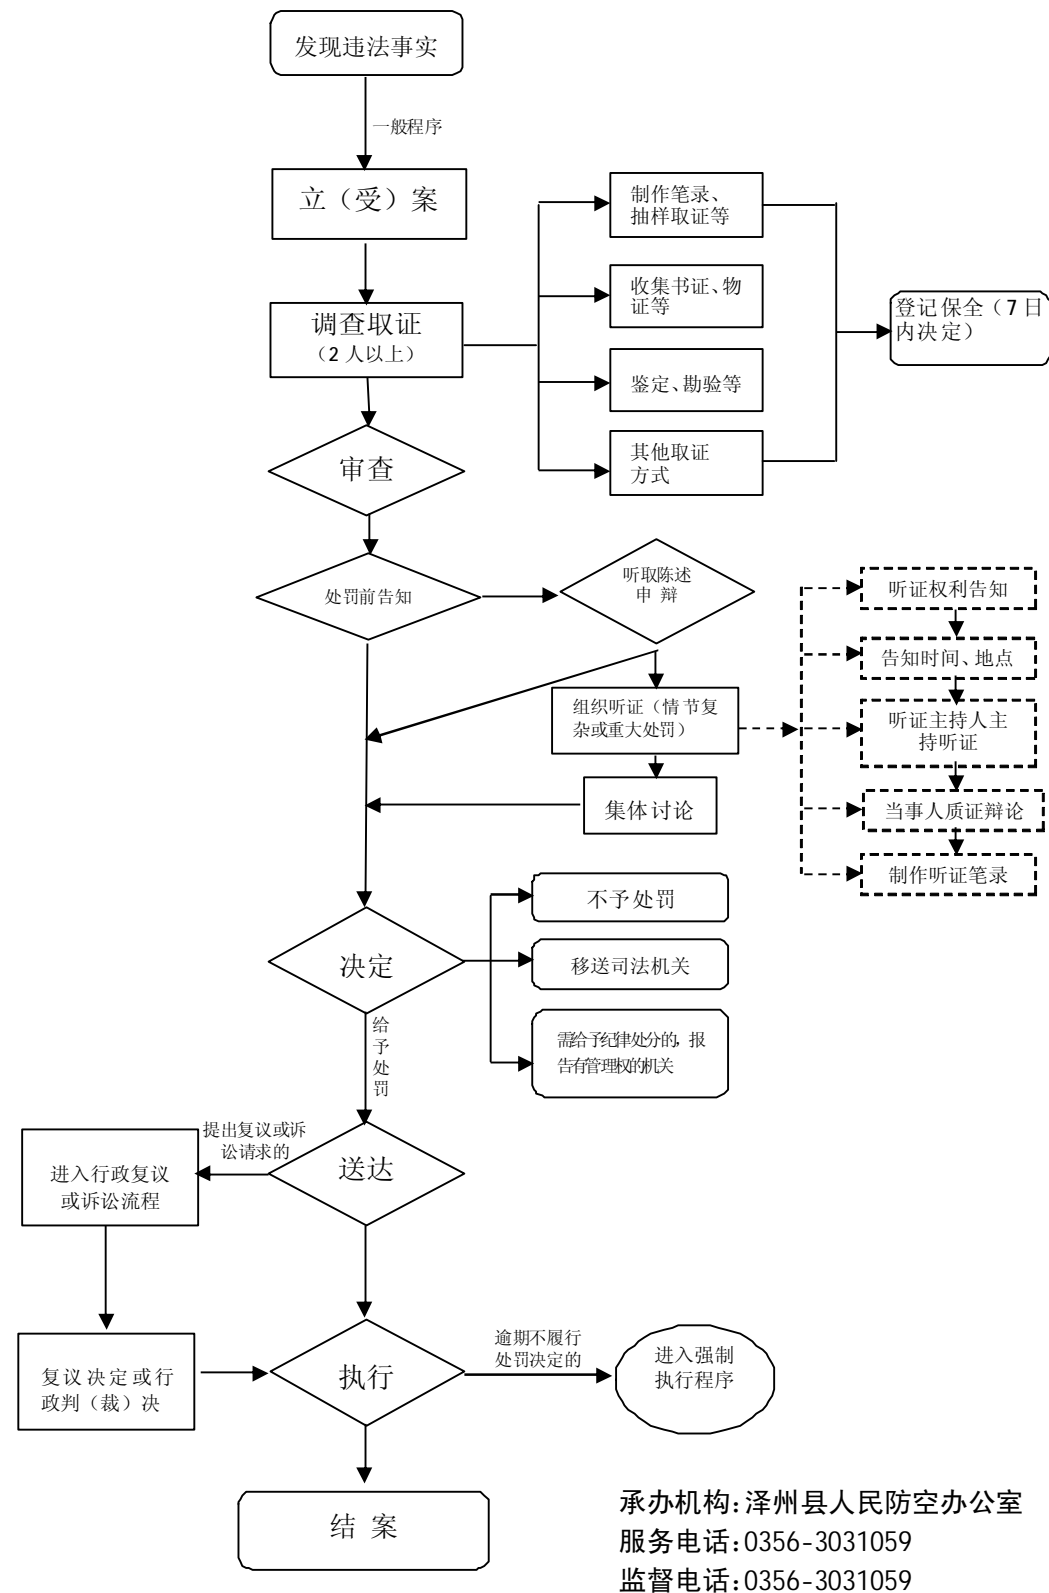 发现违法事实
一般程序
立（受）案
调查取证
（2 人以上）
制作笔录、
抽样取证等
收集书证、物
证等
鉴定、勘验等
其他取证
方式
登记保全（7 日
内决定）
审查
处罚前告知
听取陈述
申 辩
组织听证（情节复
杂或重大处罚）
集体讨论
听证权利告知
告知时间、地点
听证主持人主
持听证
当事人质证辩论
制作听证笔录
决定
不予处罚
移送司法机关
需给予纪律处分的，报
告有管理权的机关
给
予
处
罚
送达
提出复议或诉
讼请求的
进入行政复议
或诉讼流程
复议决定或行
政判（裁）决
执行
逾期不履行
处罚决定的
进入强制
执行程序
结 案
承办机构：泽州县人民防空办公室
服务电话：0356-3031059
监督电话：0356-3031059